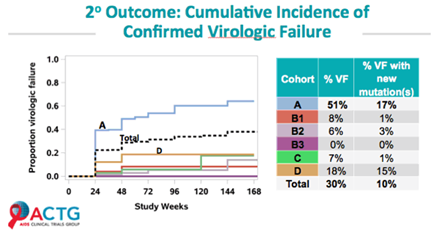 2º Outcome: Cumulative Incidence of
Confirmed Virologic Failure
Proportion virologic failure
1.0
0.8
0.6
0.4
0.2
0.0
A
Total
D
0 24 48 72 96 120 144 168
Study Weeks
Cohort % VF % VF with new mutation(s)
A 51% 17%
B1 8% 1%
B2 6% 3%
B3 0% 0%
C 7% 1%
D 18% 15%
Total 30% 10%
ACTG
AIDS CLINICAL TRIALS GROUP